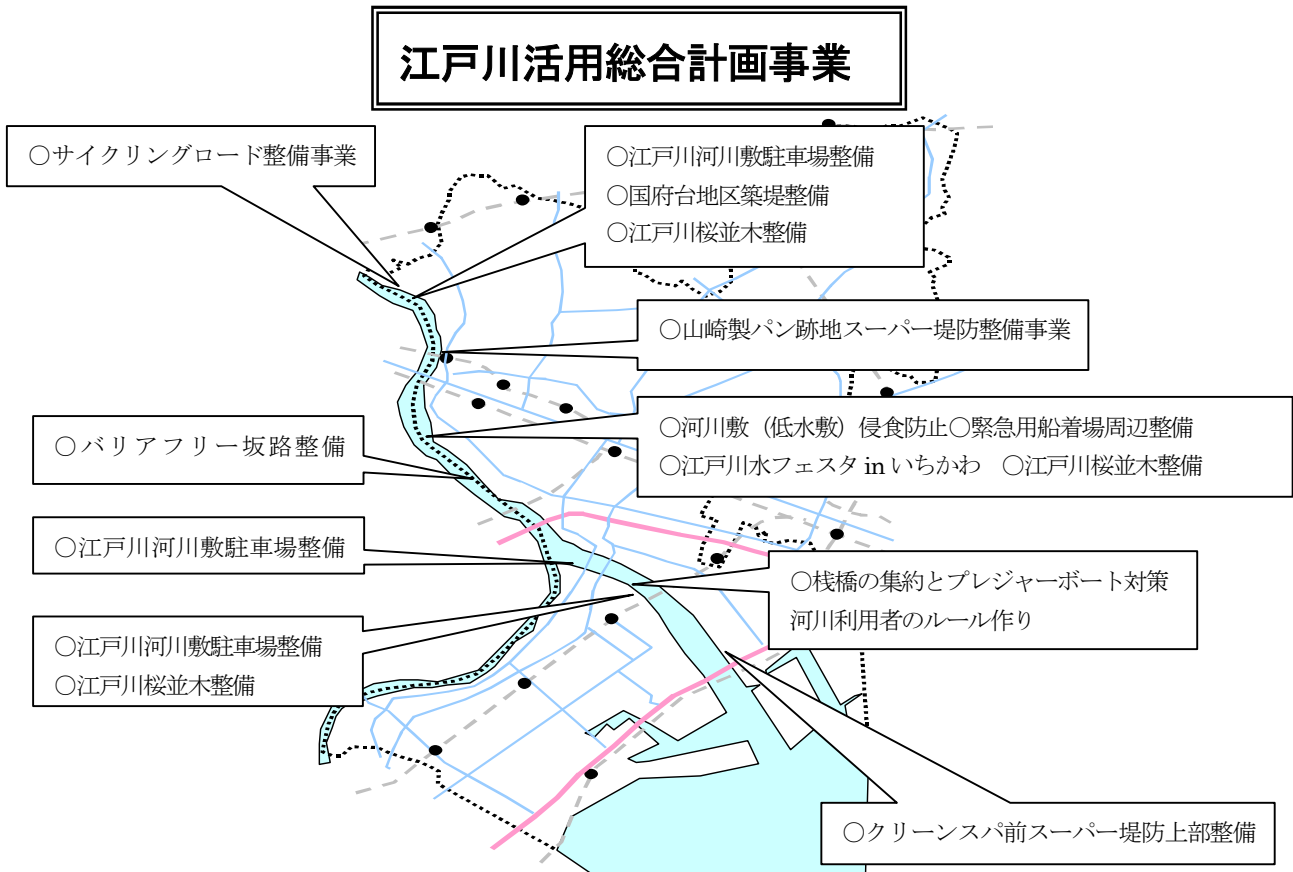 江戸川活用総合計画事業
○サイクリングロード整備事業
○江戸川河川敷駐車場整備
○国府台地区築堤整備
○江戸川桜並木整備
○山崎製パン跡地スーパー堤防整備事業
○河川敷（低水敷）侵食防止○緊急用船着場周辺整備
○江戸川水フェスタ in いちかわ　○江戸川桜並木整備
○バリアフリー坂路整備
○江戸川河川敷駐車場整備
○桟橋の集約とプレジャーボート対策
河川利用者のルール作り
○江戸川河川敷駐車場整備
○江戸川桜並木整備
○クリーンスパ前スーパー堤防上部整備